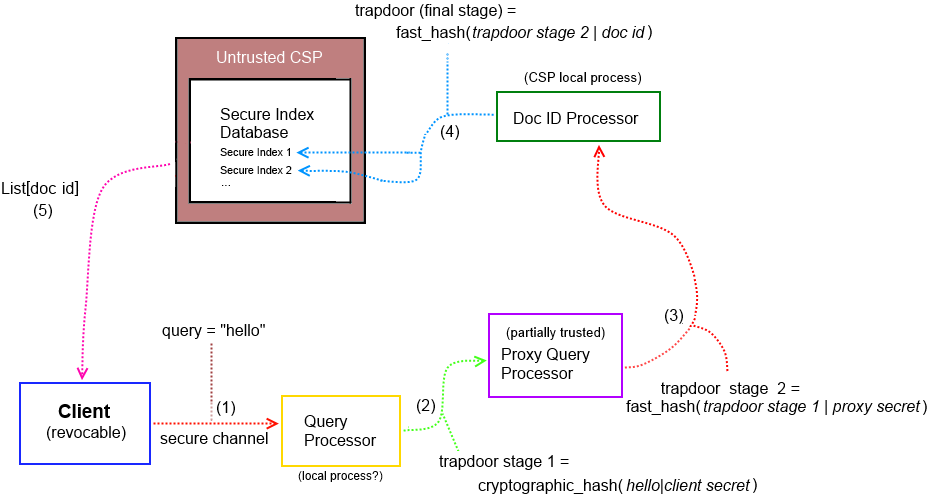 trapdoor (final stage) =
fast_hash(trapdoor stage 2 | doc id)
Untrusted CSP
(CSP local process)
Secure Index
Database
Doc ID Processor
(4)
Secure Index 1
Secure Index 2
...
List[doc id]
(5)
query = "hello"
(3)
(partially trusted)
Proxy Query
Processor
trapdoor stage 2 =
fast_hash(trapdoor stage 1 | proxy secret)
Client
(revocable)
(1)
secure channel
(2)
Query
Processor
(local process?)
trapdoor stage 1 =
cryptographic_hash(hello|client secret)